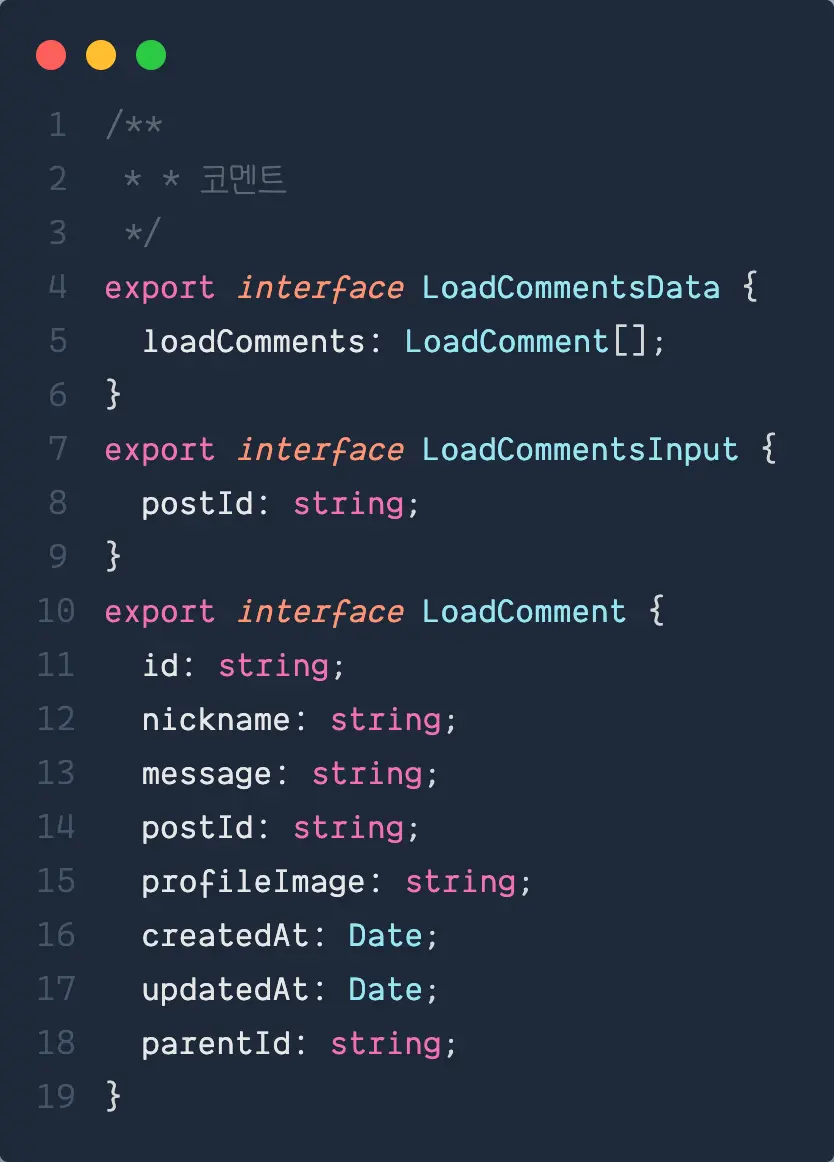 1 /**
2  * * 코멘트
3  */
4 export interface LoadCommentsData {
5   loadComments: LoadComment[];
6 }
7 export interface LoadCommentsInput {
8   postId: string;
9 }
10 export interface LoadComment {
11   id: string;
12   nickname: string;
13   message: string;
14   postId: string;
15   profileImage: string;
16   createdAt: Date;
17   updatedAt: Date;
18   parentId: string;
19 }